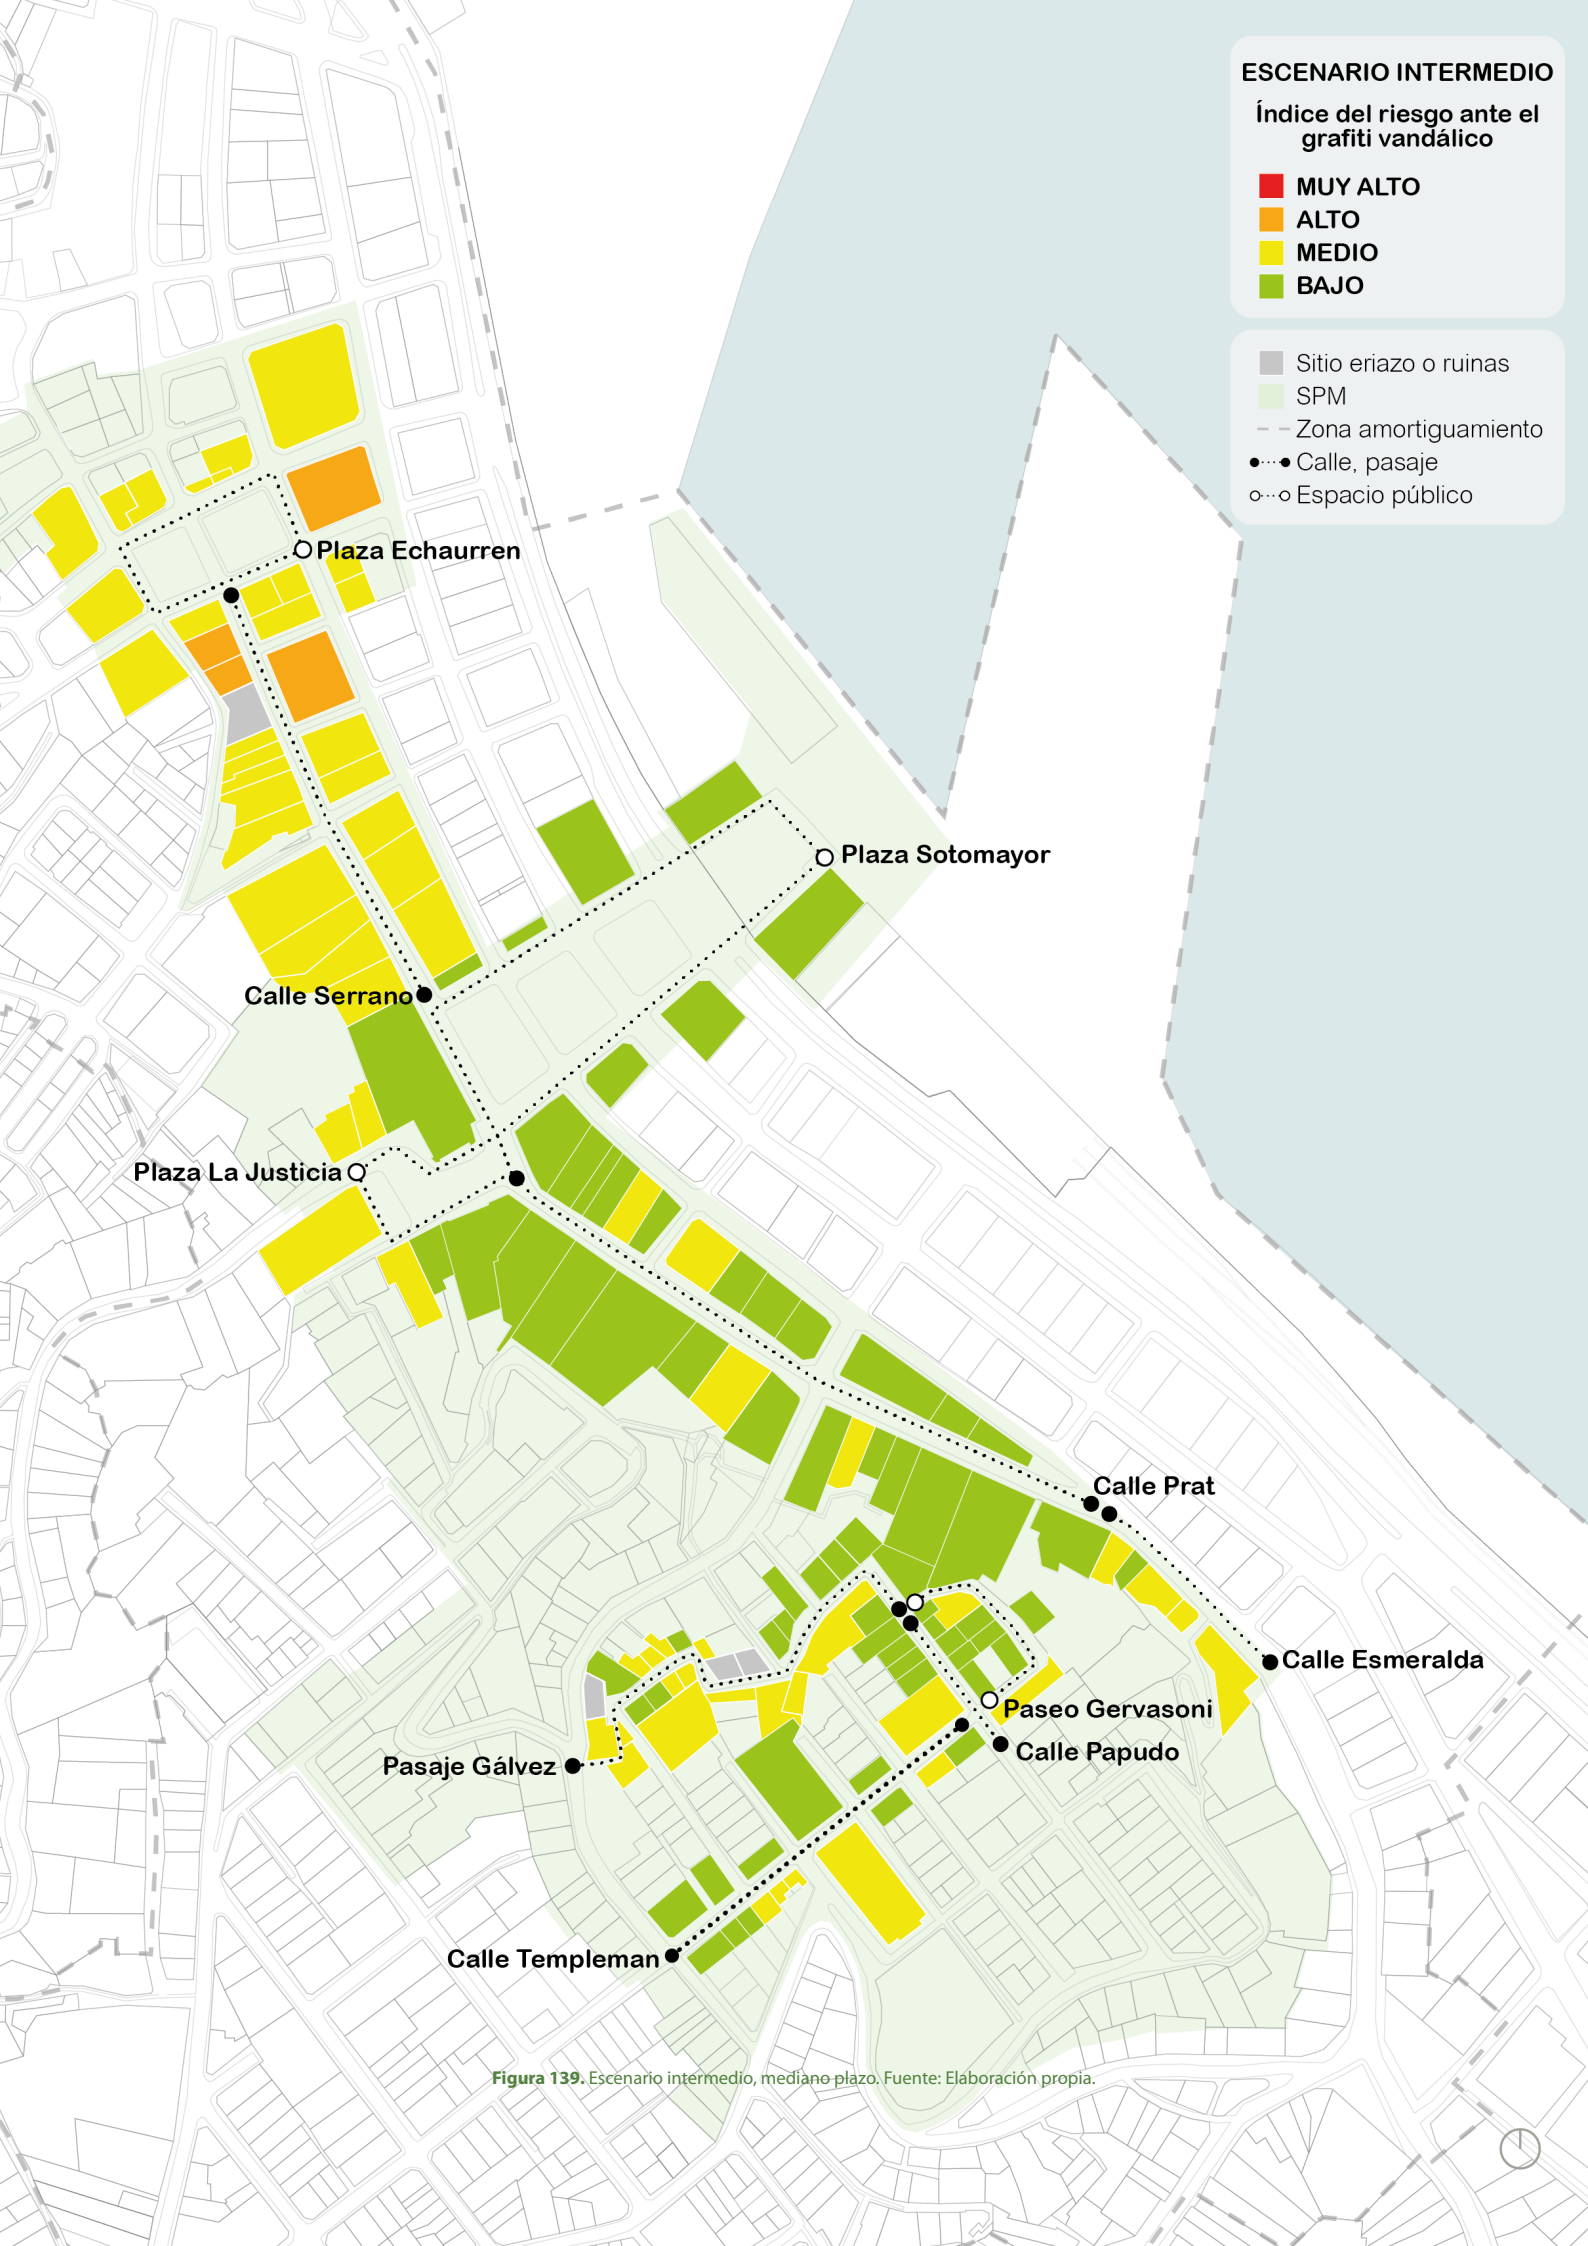 ESCENARIO INTERMEDIO
Índice del riesgo ante el
grafiti vandálico
MUY ALTO
ALTO
MEDIO
BAJO
Sitio eriazo o ruinas
SPM
Zona amortiguamiento
Calle, pasaje
Espacio público
Plaza Echaurren
Plaza Sotomayor
Calle Serrano
Plaza La Justicia
Calle Prat
Calle Esmeralda
Paseo Gervasoni
Calle Papudo
Pasaje Gálvez
Calle Templeman
Figura 139. Escenario intermedio, mediano plazo. Fuente: Elaboración propia.